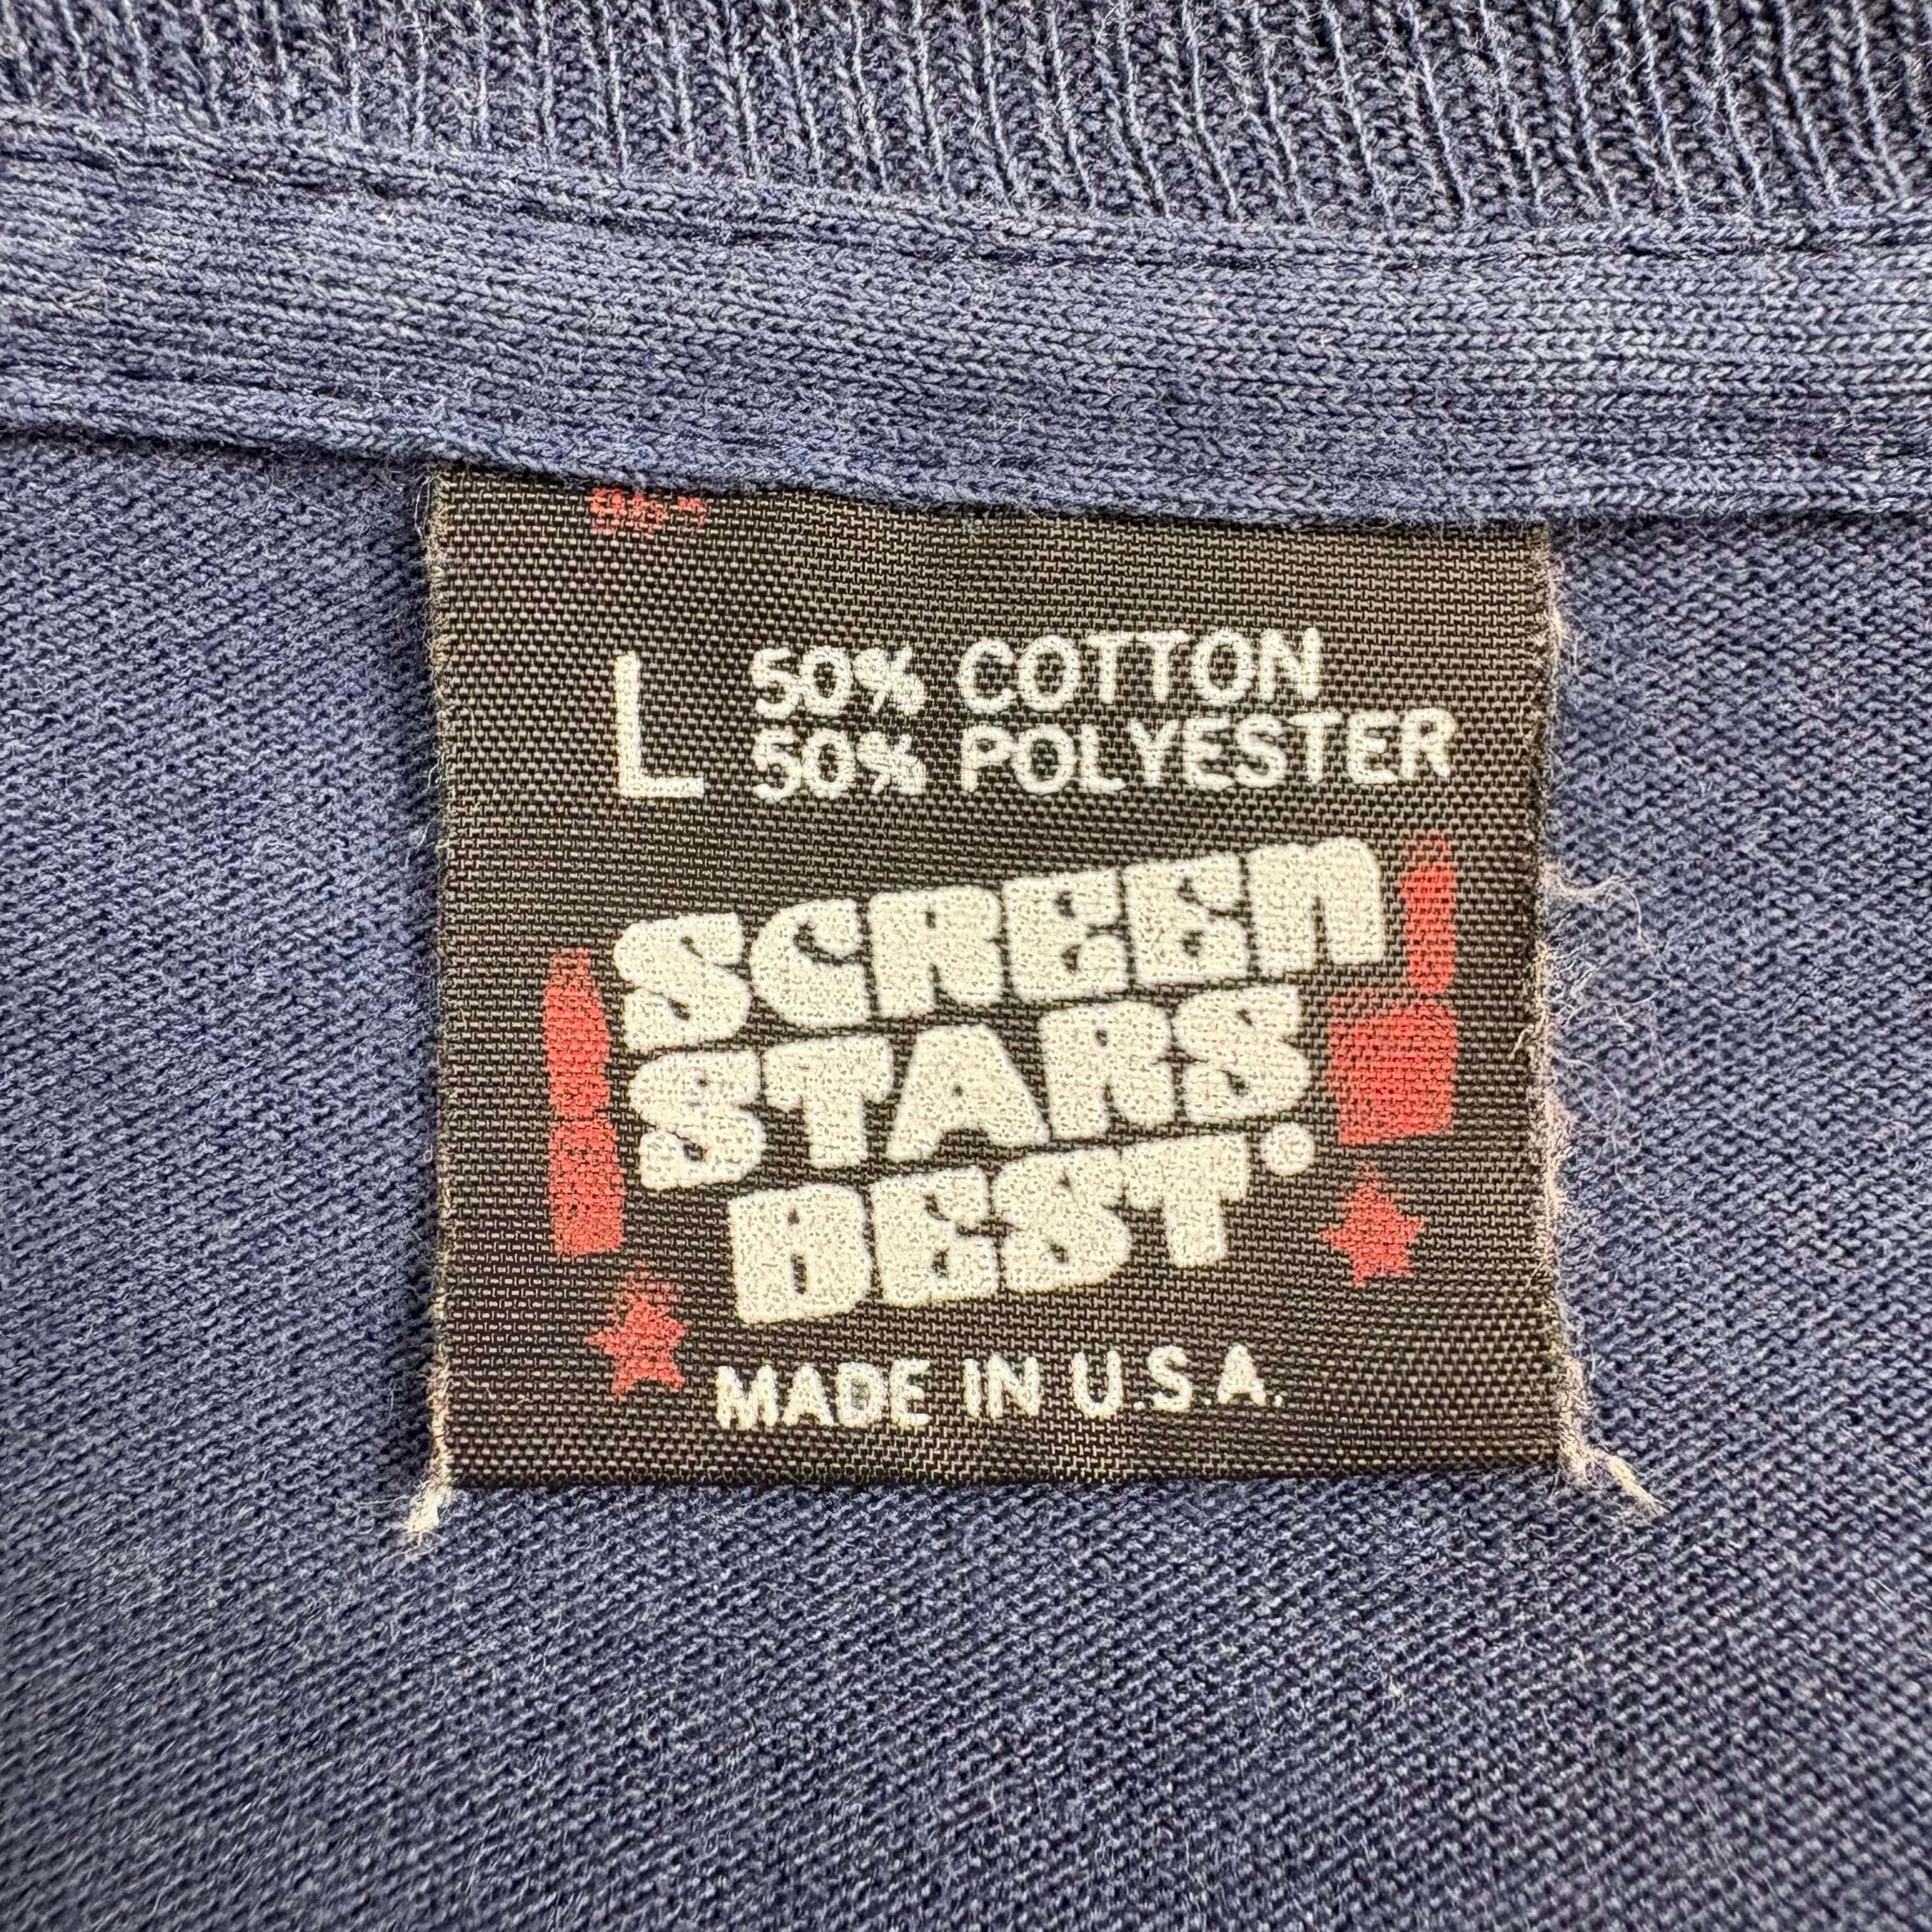 L 50% COTTON
50% POLYESTER
SCREEN
STARS
BEST
MADE IN U.S.A.